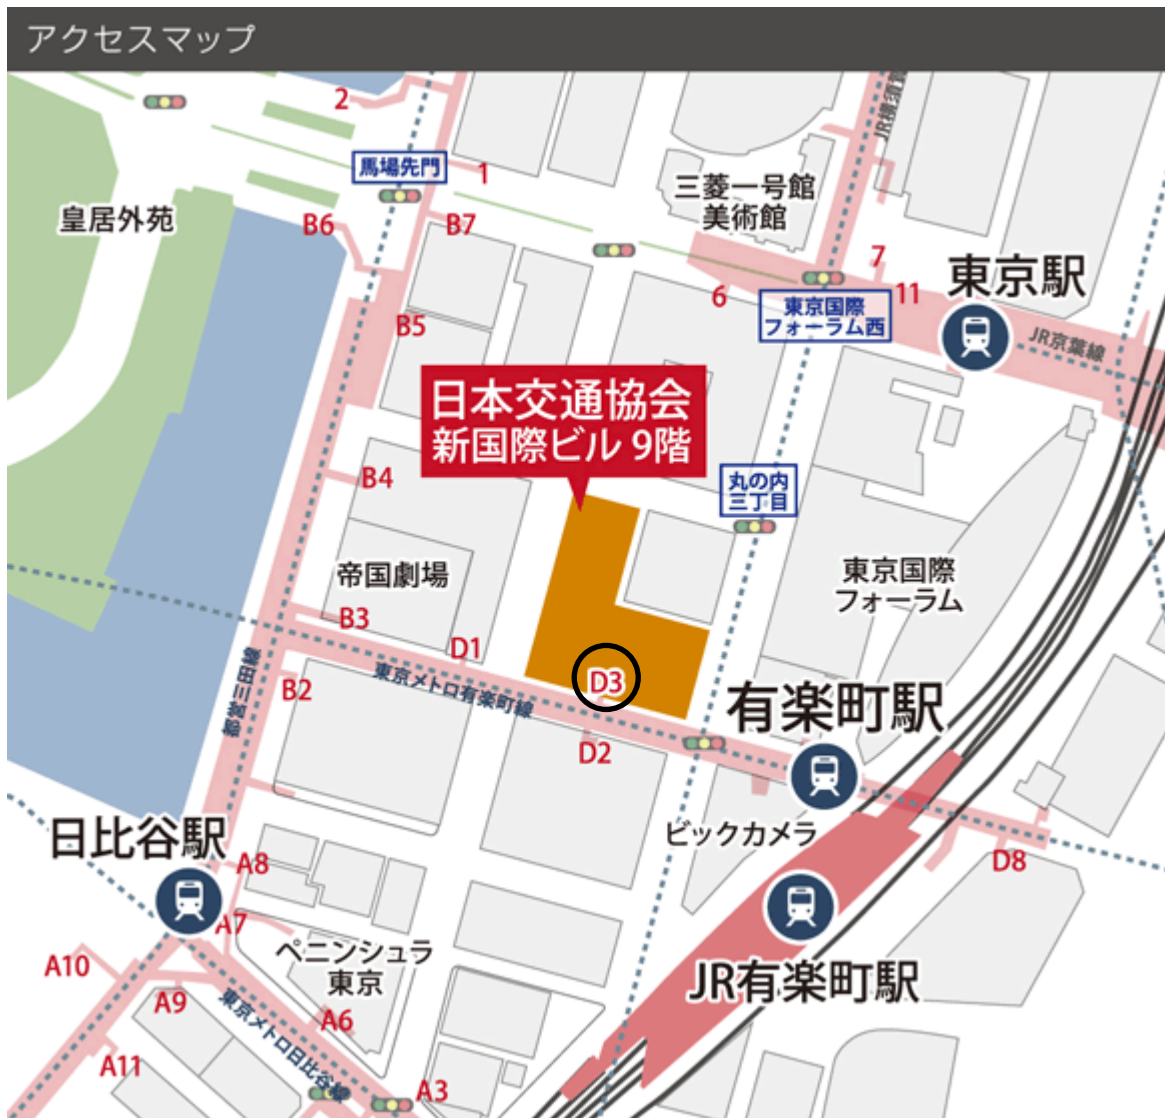 アクセスマップ
2
馬場先門
1
皇居外苑
B6
B7
三菱一号館
美術館
7
6
11
東京駅
東京国際
フォーラム西
B5
JR京葉線
日本交通協会
新国際ビル 9階
B4
丸の内
三丁目
帝国劇場
東京国際
フォーラム
B3
D1
都営三田線
B2
東京メトロ有楽町線
D3
有楽町駅
D2
ビックカメラ
日比谷駅
A8
D8
A7
ペニンシュラ
東京
A10
JR有楽町駅
A9
東京メトロ日比谷線
A6
A11
A3